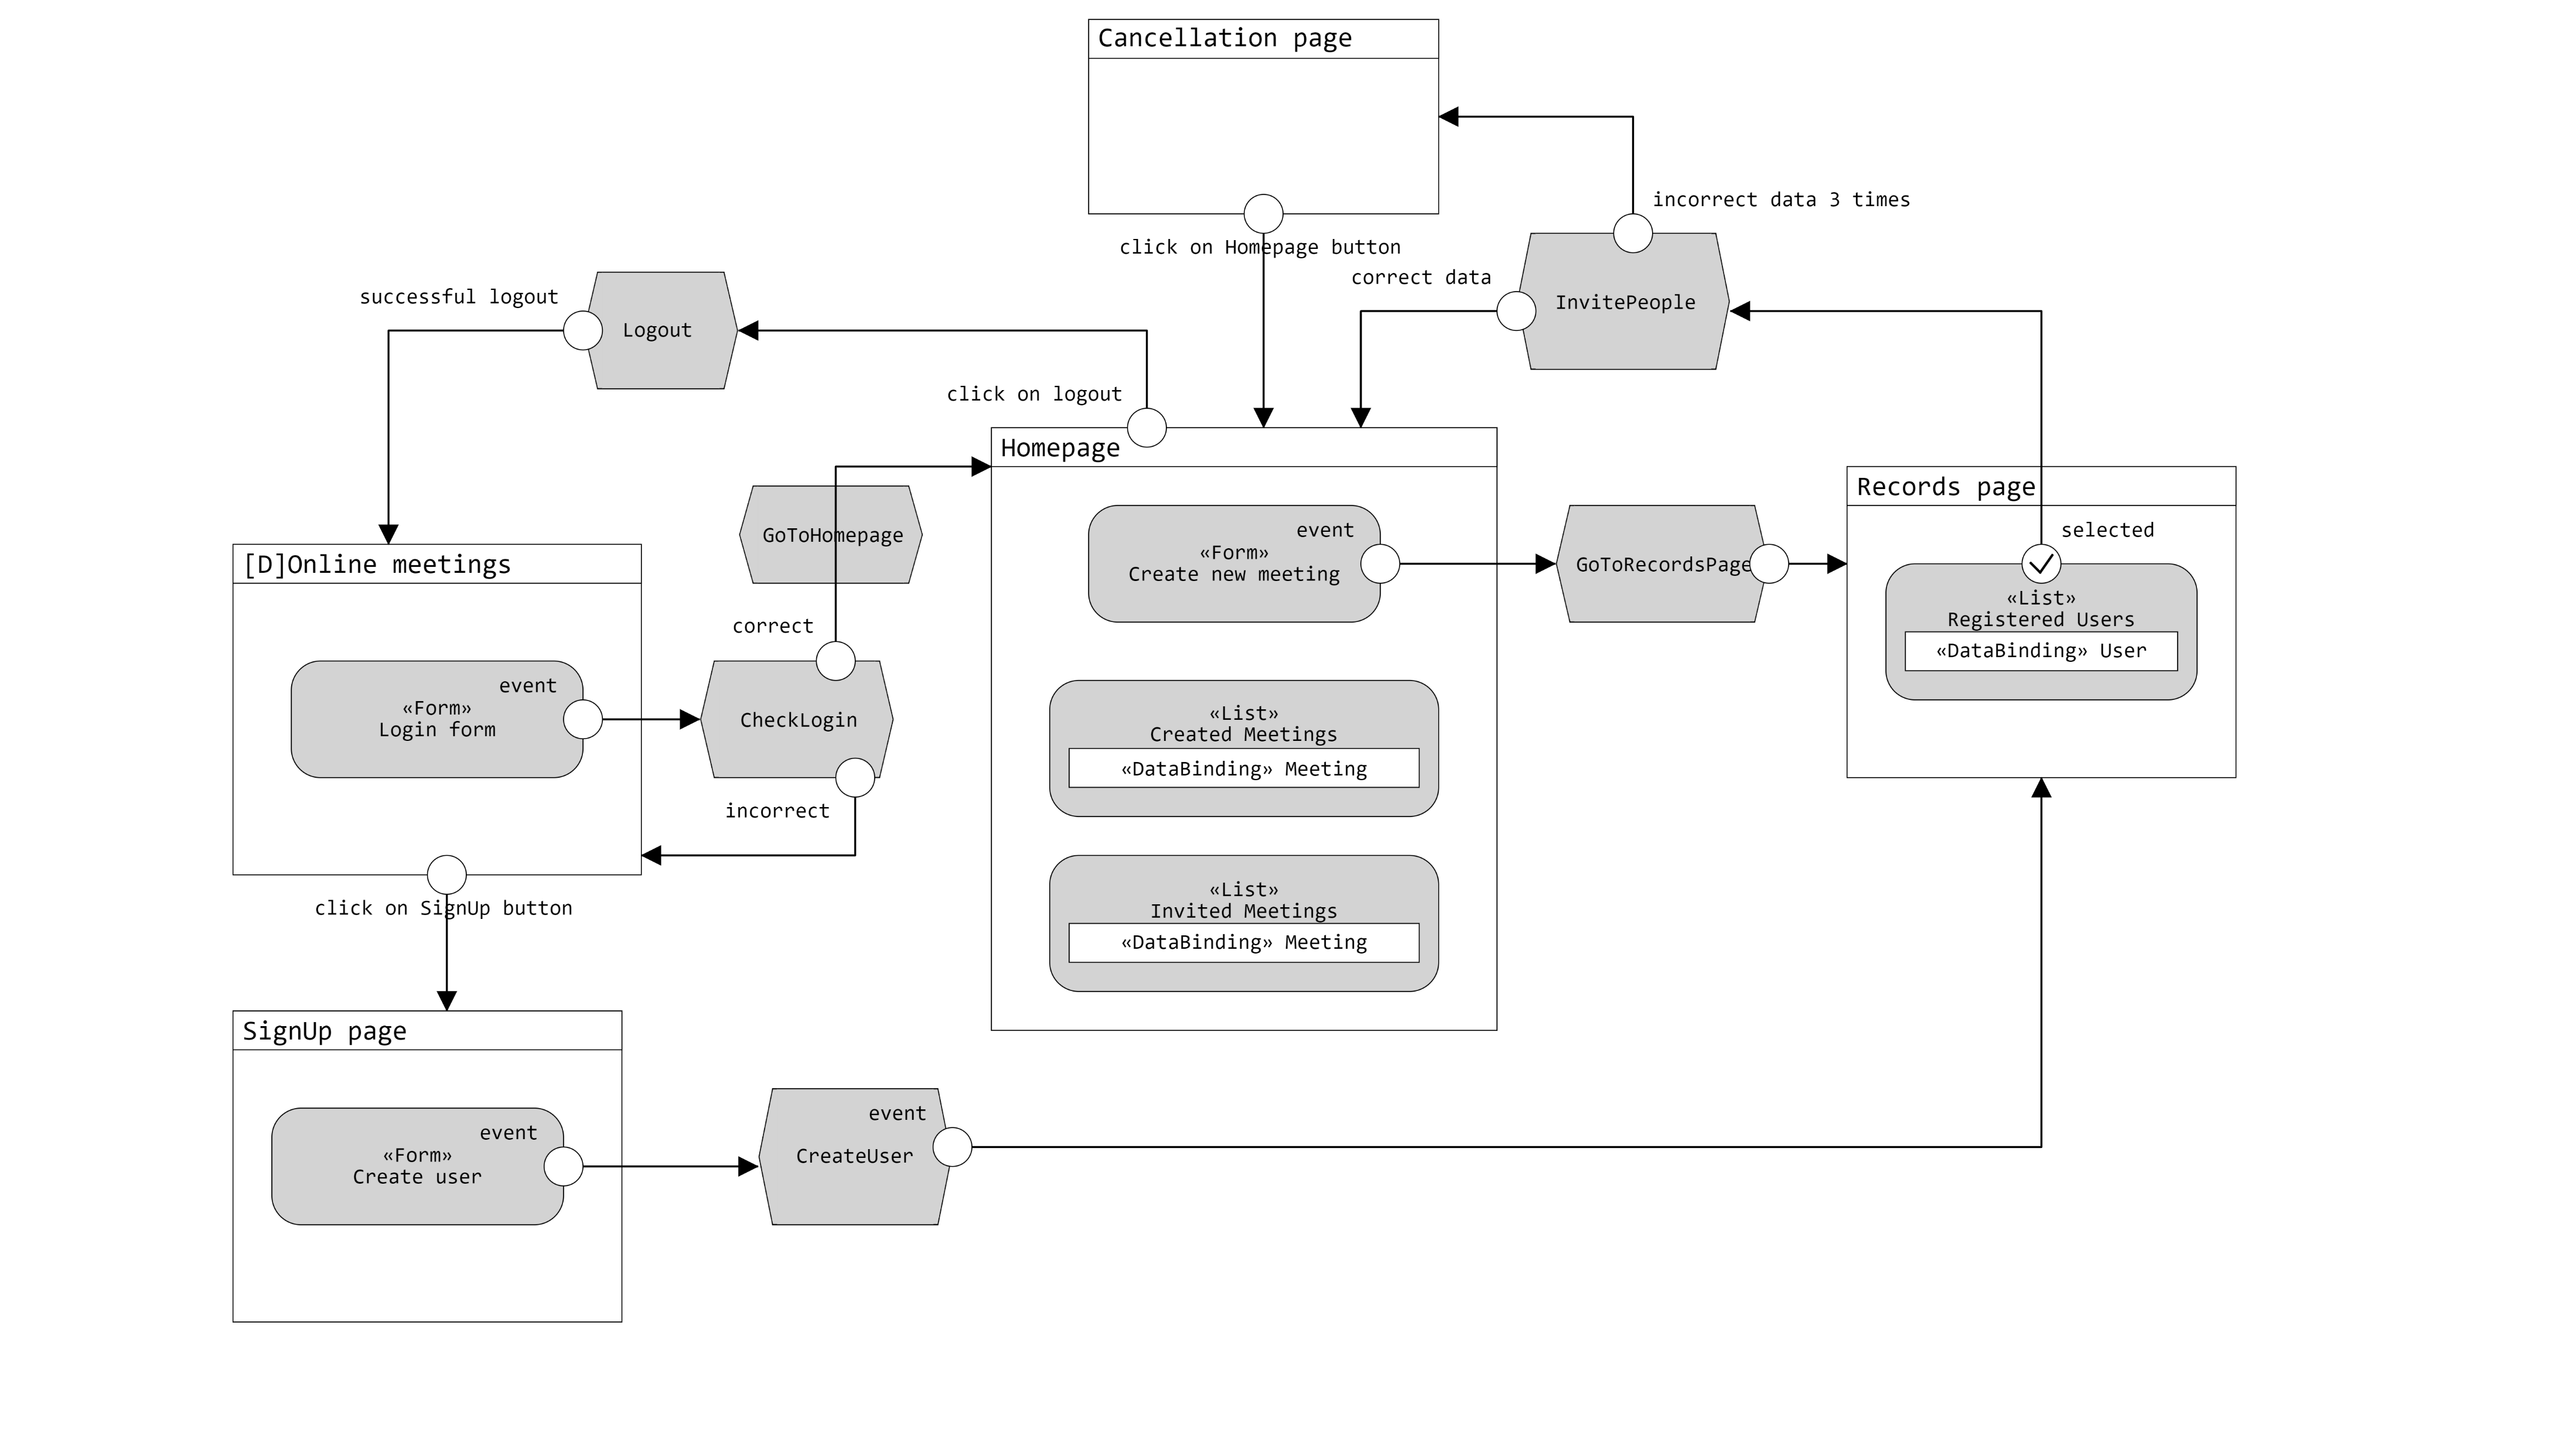 Cancellation page
incorrect data 3 times
click on Homepage button
correct data
InvitePeople
successful logout
Logout
click on logout
Homepage
Records page
event
«Form»
Create new meeting
GoToRecordsPage
selected
«List»
Registered Users
«DataBinding» User
GoToHomepage
[D]Online meetings
correct
event
«Form»
Login form
CheckLogin
incorrect
«List»
Created Meetings
«DataBinding» Meeting
«List»
Invited Meetings
«DataBinding» Meeting
click on SignUp button
SignUp page
event
«Form»
Create user
event
CreateUser